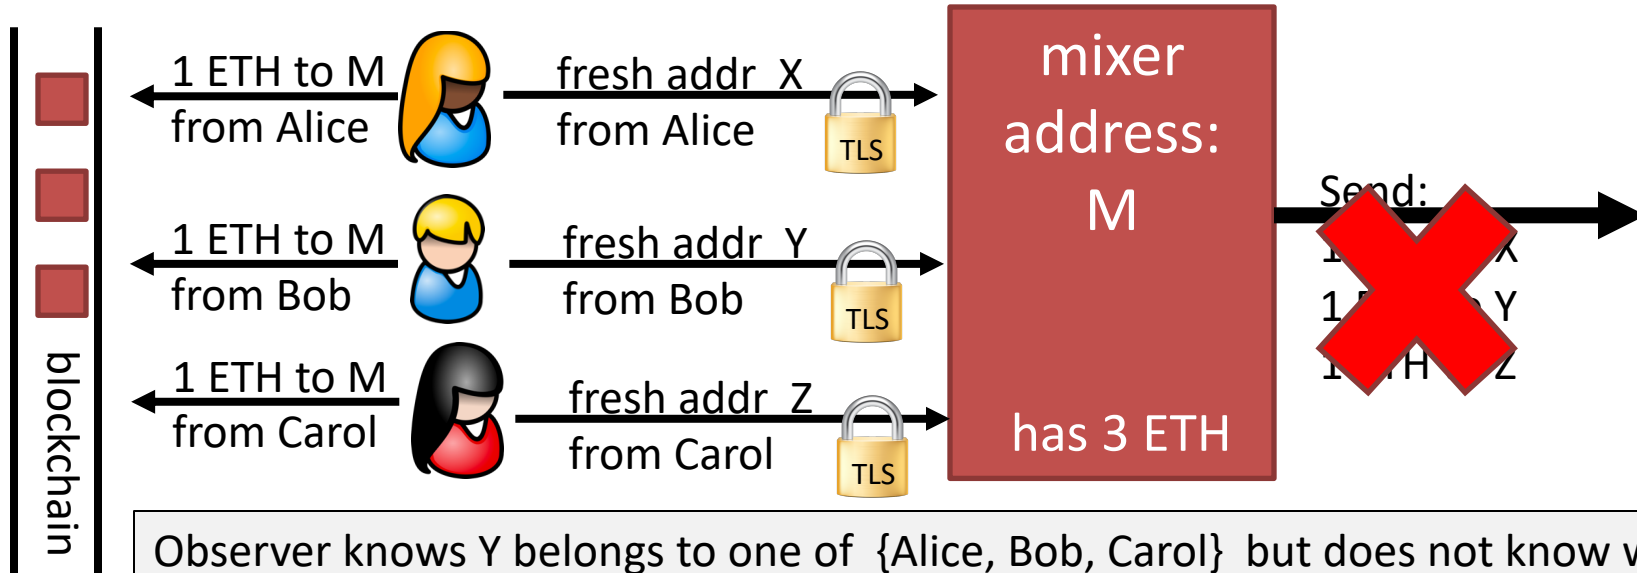 1 ETH to M
from Alice
fresh addr X
from Alice
TLS
1 ETH to M
from Bob
fresh addr Y
from Bob
TLS
1 ETH to M
from Carol
fresh addr Z
from Carol
TLS
blockchain
mixer
address:
M
has 3 ETH
Send:
1 X
1 Y
Z
Observer knows Y belongs to one of {Alice, Bob, Carol} but does not know